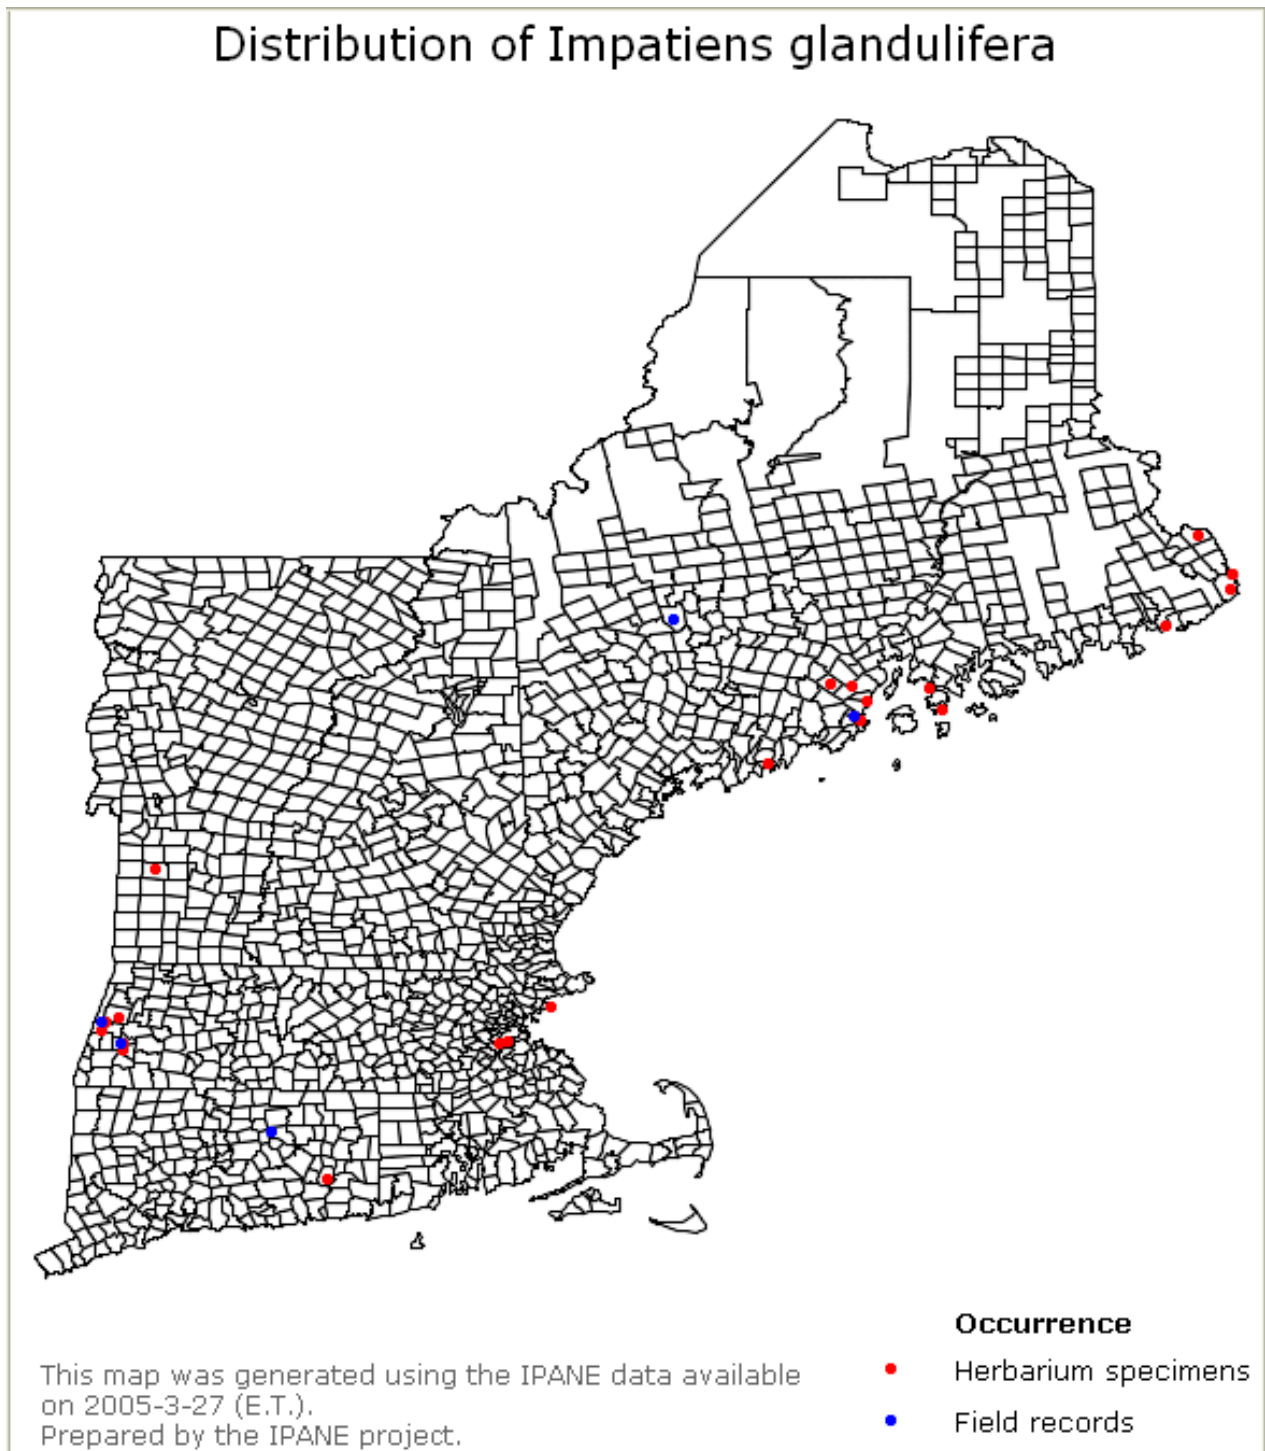 Distribution of Impatiens glandulifera
Occurrence
Herbarium specimens
Field records
This map was generated using the IPANE data available
on 2005-3-27 (E.T.).
Prepared by the IPANE project.